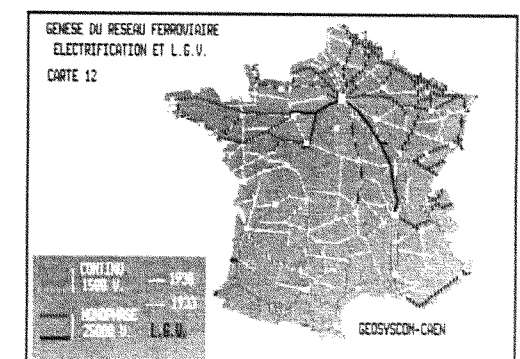 GENESE DU RESEAU FERROVIAIRE
ELECTRIFICATION ET L.G.V.
CARTE 12
CONTINU
1500 V.
MONOPHASE
25000 V.
L.G.V.
GEOSYSCOM-CAEN